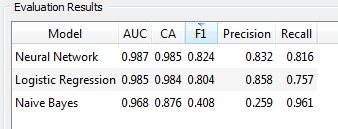 Evaluation Results
Model AUC CA F1 Precision Recall
Neural Network 0.987 0.985 0.824 0.832 0.816
Logistic Regression 0.985 0.984 0.804 0.858 0.757
Naive Bayes 0.968 0.876 0.408 0.259 0.961